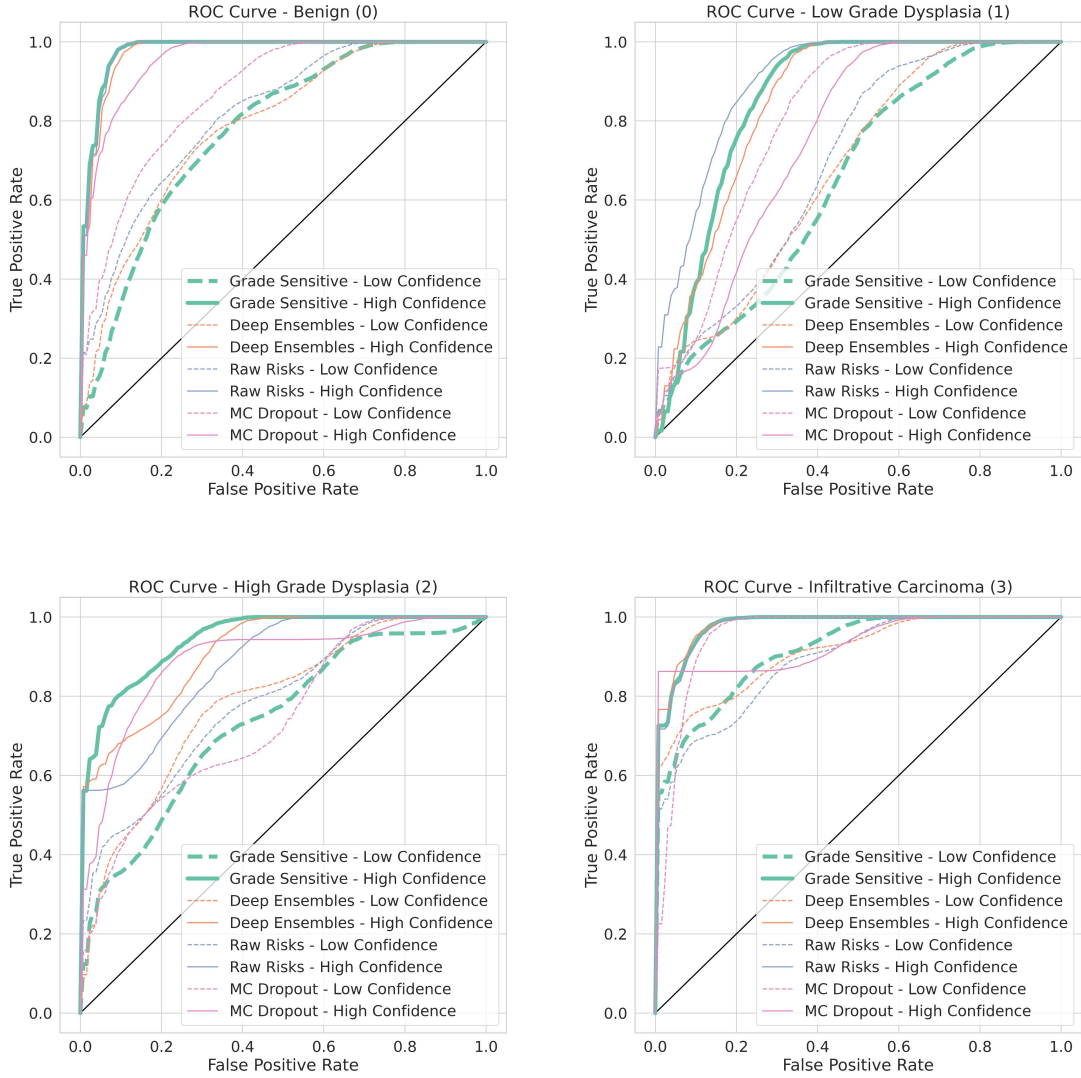 ROC Curve - Benign (0)
True Positive Rate
1.0
0.8
0.6
0.4
0.2
0.0
Grade Sensitive - Low Confidence
Grade Sensitive - High Confidence
Deep Ensembles - Low Confidence
Deep Ensembles - High Confidence
Raw Risks - Low Confidence
Raw Risks - High Confidence
MC Dropout - Low Confidence
MC Dropout - High Confidence
0.0 0.2 0.4 0.6 0.8 1.0
False Positive Rate
ROC Curve - Low Grade Dysplasia (1)
True Positive Rate
1.0
0.8
0.6
0.4
0.2
0.0
Grade Sensitive - Low Confidence
Grade Sensitive - High Confidence
Deep Ensembles - Low Confidence
Deep Ensembles - High Confidence
Raw Risks - Low Confidence
Raw Risks - High Confidence
MC Dropout - Low Confidence
MC Dropout - High Confidence
0.0 0.2 0.4 0.6 0.8 1.0
False Positive Rate
ROC Curve - High Grade Dysplasia (2)
True Positive Rate
1.0
0.8
0.6
0.4
0.2
0.0
Grade Sensitive - Low Confidence
Grade Sensitive - High Confidence
Deep Ensembles - Low Confidence
Deep Ensembles - High Confidence
Raw Risks - Low Confidence
Raw Risks - High Confidence
MC Dropout - Low Confidence
MC Dropout - High Confidence
0.0 0.2 0.4 0.6 0.8 1.0
False Positive Rate
ROC Curve - Infiltrative Carcinoma (3)
True Positive Rate
1.0
0.8
0.6
0.4
0.2
0.0
Grade Sensitive - Low Confidence
Grade Sensitive - High Confidence
Deep Ensembles - Low Confidence
Deep Ensembles - High Confidence
Raw Risks - Low Confidence
Raw Risks - High Confidence
MC Dropout - Low Confidence
MC Dropout - High Confidence
0.0 0.2 0.4 0.6 0.8 1.0
False Positive Rate